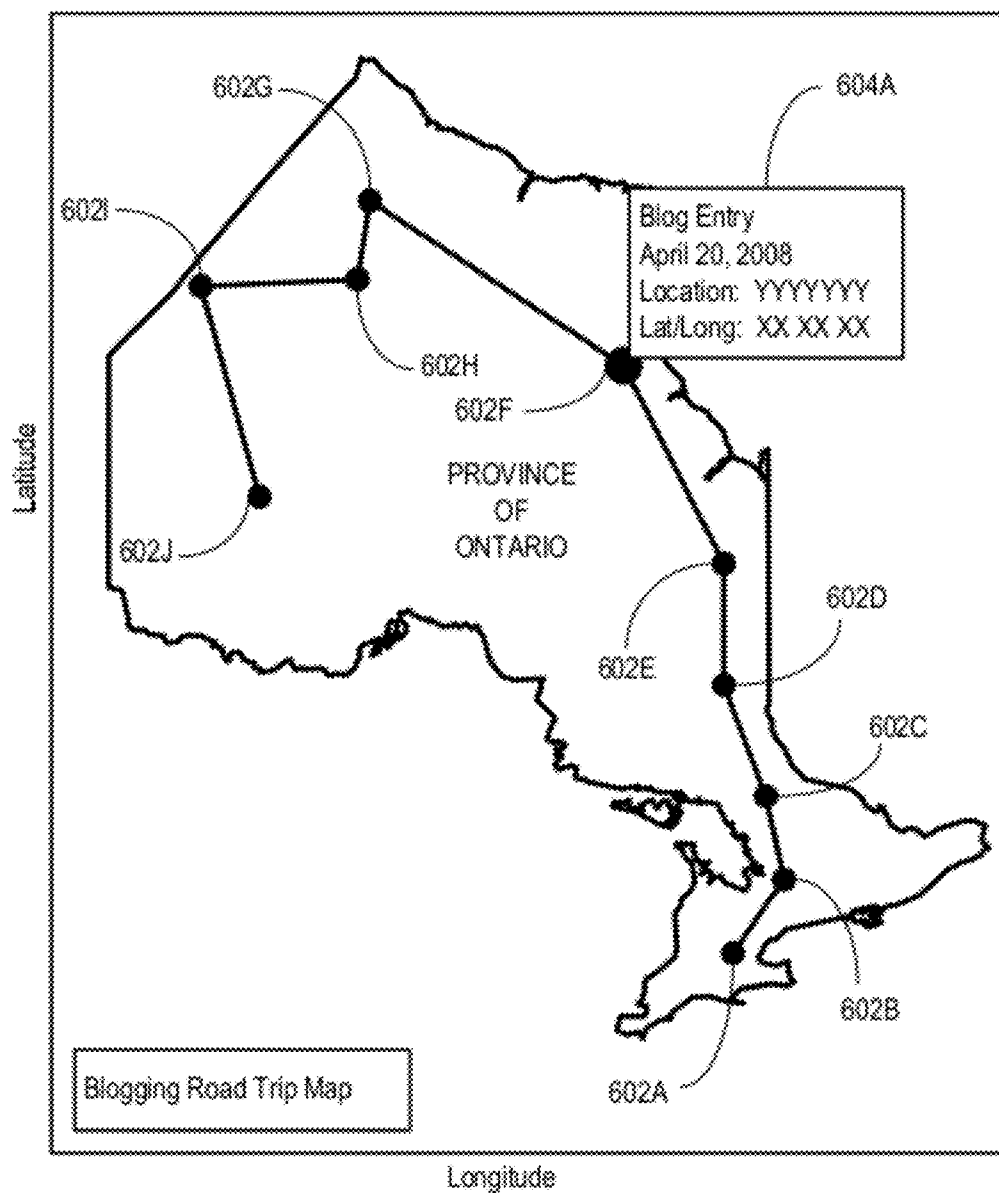 602G
604A
602I
Blog Entry
April 20, 2008
Location: YYYYYYY
Lat/Long: XX XX XX
602H
602F
Latitude
PROVINCE
OF
ONTARIO
602J
602D
602E
602C
602B
Blogging Road Trip Map
602A
Longitude